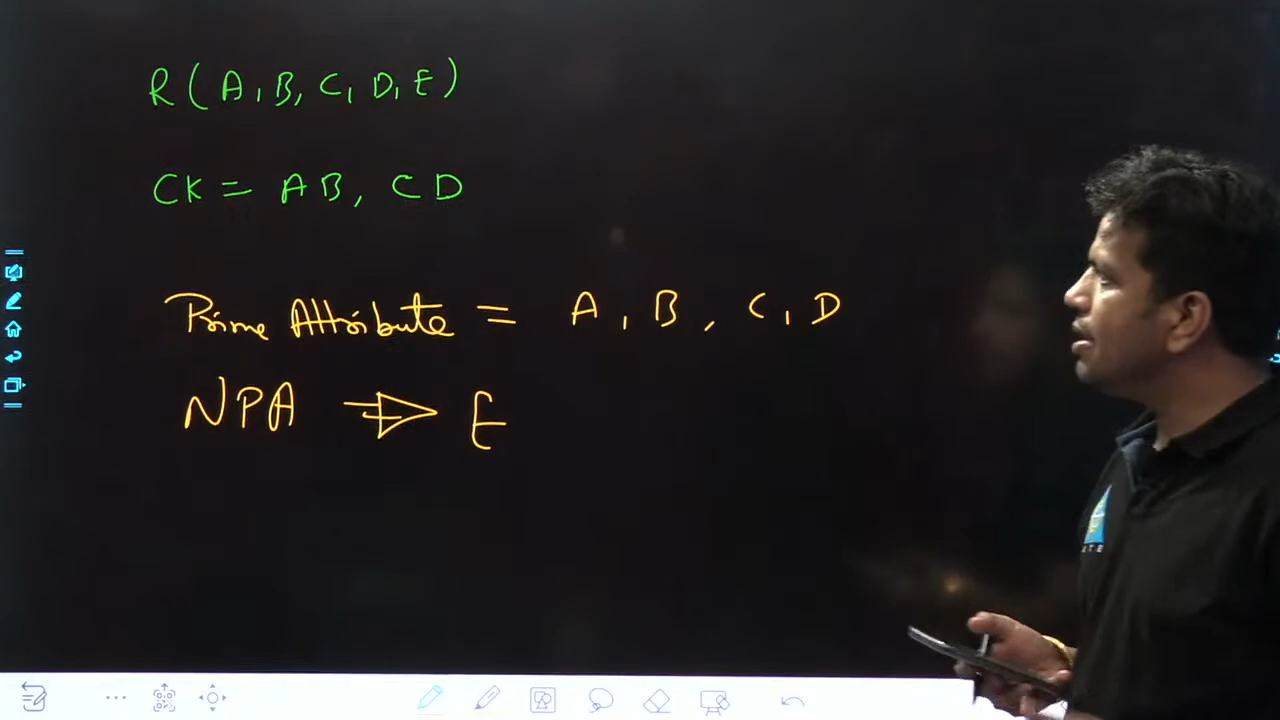 R(A,B,C,D,E)
CK = AB, CD
Prime Attribute = A, B, C, D
NPA ⇒ E